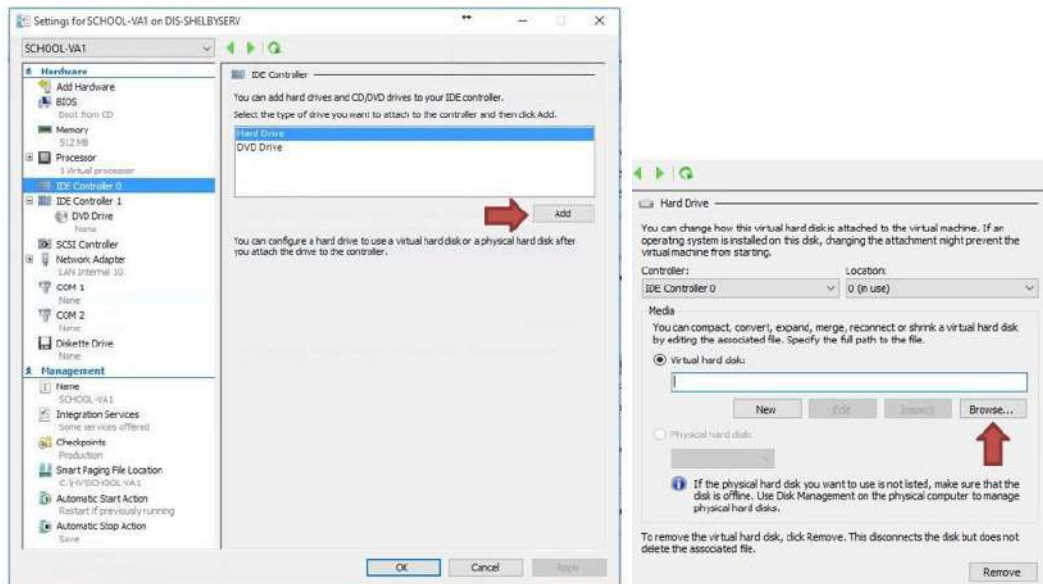 Settings for SCHOOL-VA1 on DIS-SHELBYSERV
SCHOOL-VA1
Hardware
Add Hardware
BIOS
Boot from CD
Memory
512 MB
Processor
1 Virtual processor
IDE Controller 0
IDE Controller 1
DVD Drive
None
SCSI Controller
Network Adapter
LAN Internal 10.
COM 1
None
COM 2
None
Diskette Drive
None
Management
Name
SCHOOL-VA1
Integration Services
Some services offered
Checkpoints
Production
Smart Paging File Location
C:\HV\SCHOOL-VA1
Automatic Start Action
Restart if previously running
Automatic Stop Action
Save
IDE Controller
You can add hard drives and CD/DVD drives to your IDE controller.
Select the type of drive you want to attach to the controller and then click Add.
Hard Drive
DVD Drive
Add
You can configure a hard drive to use a virtual hard disk or a physical hard disk after
you attach the drive to the controller.
OK Cancel Apply
Hard Drive
You can change how this virtual hard disk is attached to the virtual machine. If an
operating system is installed on this disk, changing the attachment might prevent the
virtual machine from starting.
Controller: Location:
IDE Controller 0 0 (in use)
Media
You can compact, convert, expand, merge, reconnect or shrink a virtual hard disk
by editing the associated file. Specify the full path to the file.
Virtual hard disk:
New Edit Inspect Browse...
Physical hard disk:
If the physical hard disk you want to use is not listed, make sure that the
disk is offline. Use Disk Management on the physical computer to manage
physical hard disks.
To remove the virtual hard disk, click Remove. This disconnects the disk but does not
delete the associated file.
Remove